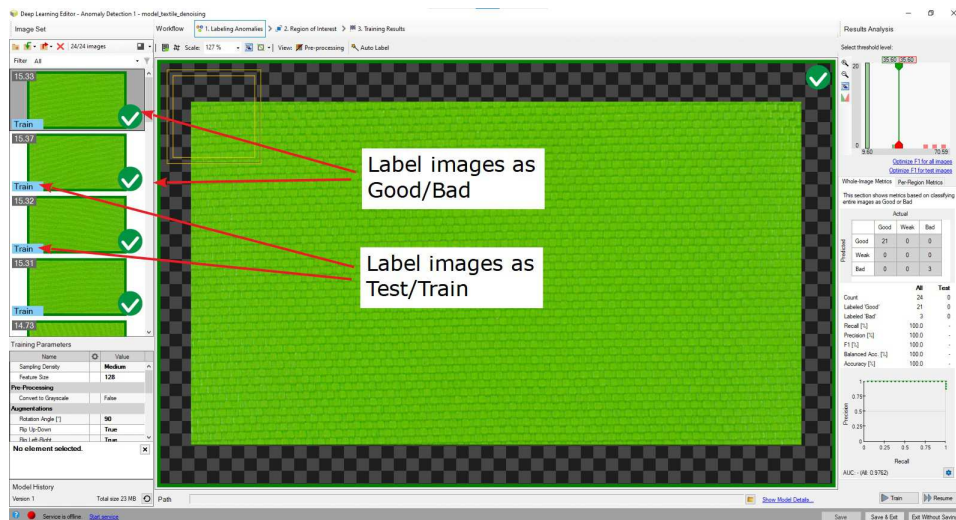 Deep Learning Editor - Anomaly Detection 1 - model_textile_denoising
Image Set
Workflow
1. Labeling Anomalies
2. Region of Interest
3. Training Results
Results Analysis
24/24 images
Scale: 127 %
View:
Pre-processing
Auto Label
Filter All
15.33
Train
15.37
Train
15.32
Train
15.31
Train
14.73
Label images as
Good/Bad
Label images as
Test/Train
Training Parameters
Name Value
Sampling Density Medium
Feature Size 128
Pre-Processing
Convert to Grayscale False
Augmentations
Rotation Angle [°] 90
Flip Up-Down True
Flip Left-Right True
No element selected.
Model History
Version 1 Total size 23 MB
Path
Show Model Details...
Service is offline Start service
Select threshold level:
35.60 35.60
20
0
9.60 70.59
Optimize F1 for all images
Optimize F1 for test images
Whole-Image Metrics Per-Region Metrics
This section shows metrics based on classifying
entire images as Good or Bad
Actual
Good Weak Bad
Predicted
Good 21 0 0
Weak 0 0 0
Bad 0 0 3
All Test
Count 24 0
Labeled 'Good' 21 0
Labeled 'Bad' 3 0
Recall [%] 100.0 -
Precision [%] 100.0 -
F1 [%] 100.0 -
Balanced Acc. [%] 100.0 -
Accuracy [%] 100.0 -
Precision
1
0.75
0.5
0.25
0
0 0.25 0.5 0.75 1
Recall
AUC: - (All: 0.9762)
Train Resume
Save Save & Exit Exit Without Saving